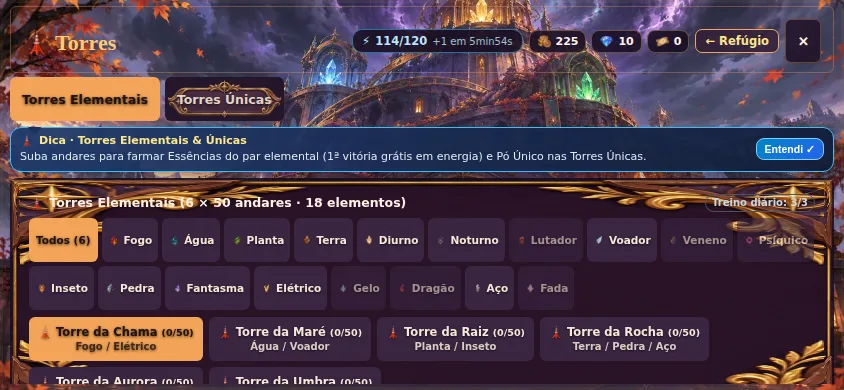 Torres
114/120 +1 em 5min54s
225
10
0
← Refúgio
×
Torres Elementais
Torres Únicas
Dica · Torres Elementais & Únicas
Suba andares para farmar Essências do par elemental (1ª vitória grátis em energia) e Pó Único nas Torres Únicas.
Entendi ✓
Torres Elementais (6 × 50 andares · 18 elementos)
Treino diário: 3/3
Todos (6)
Fogo
Água
Planta
Terra
Diurno
Noturno
Lutador
Voador
Veneno
Psíquico
Inseto
Pedra
Fantasma
Elétrico
Gelo
Dragão
Aço
Fada
Torre da Chama (0/50)
Fogo / Elétrico
Torre da Maré (0/50)
Água / Voador
Torre da Raiz (0/50)
Planta / Inseto
Torre da Rocha (0/50)
Terra / Pedra / Aço
Torre da Aurora (0/50)
Torre da Umbra (0/50)